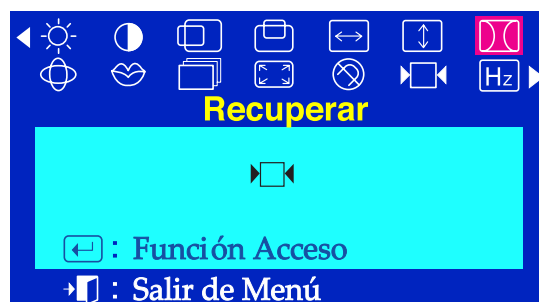 Hz
Recuperar
: Función Acceso
: Salir de Menú